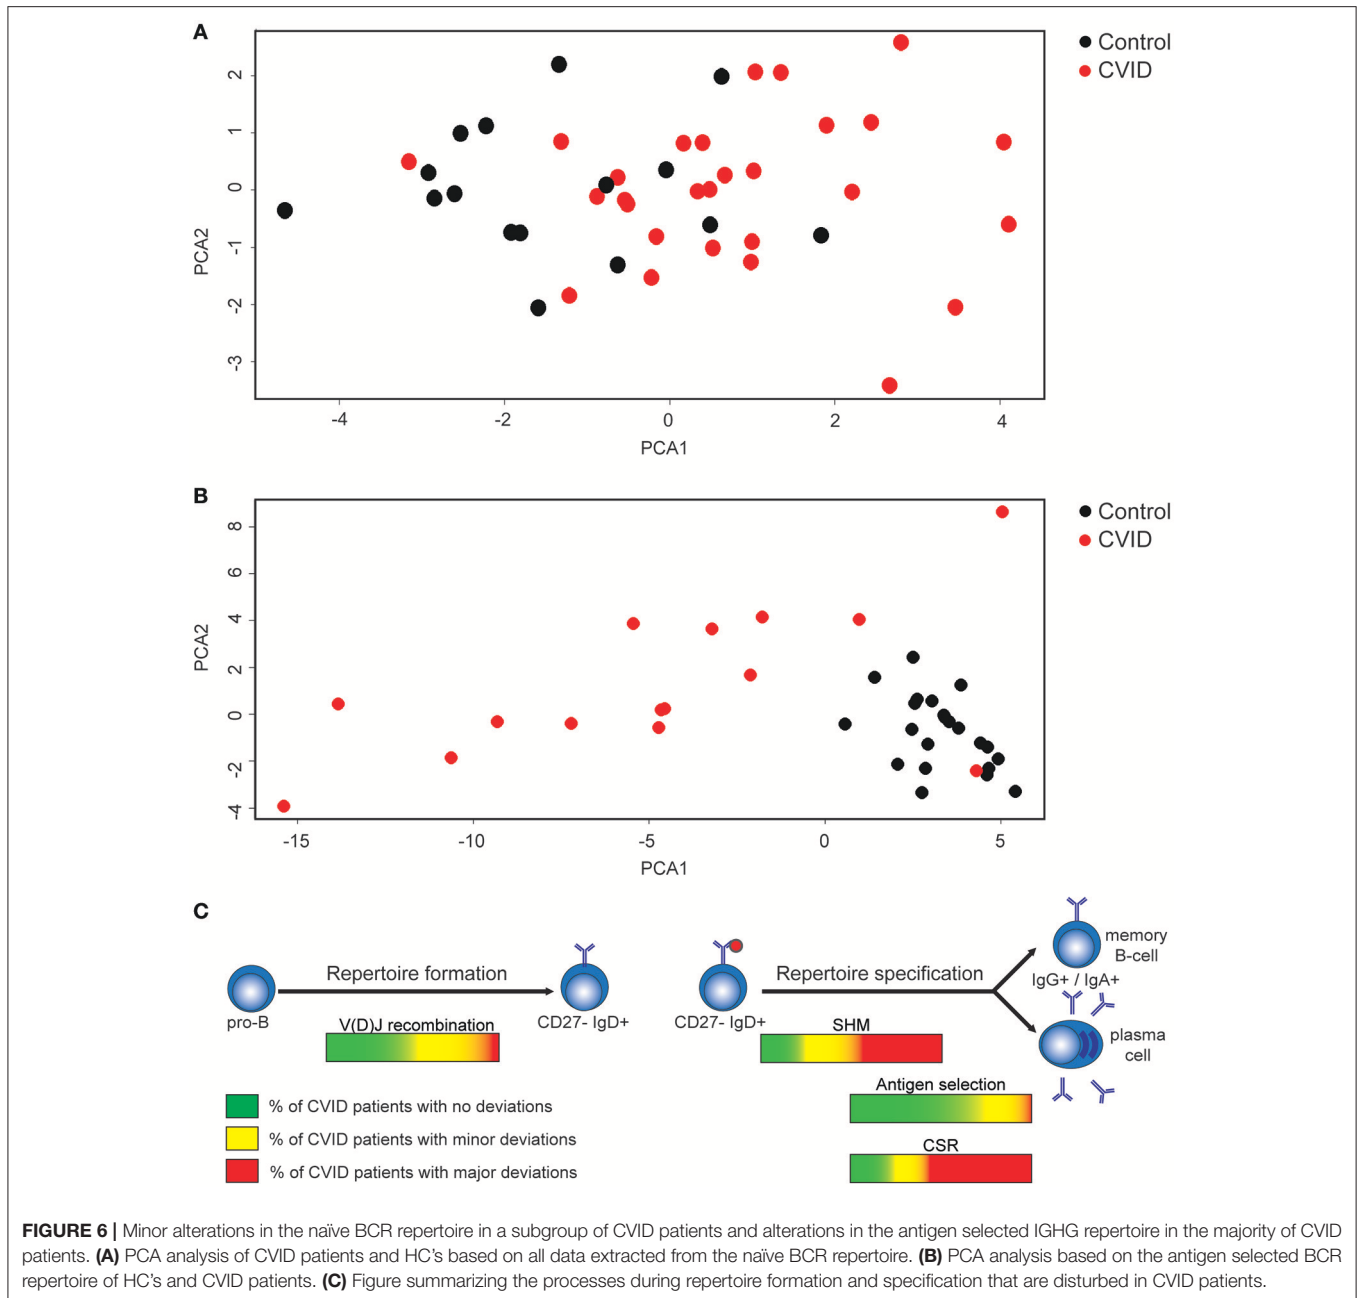 A
Control
CVID
2
1
0
-1
-2
-3
PCA2
-4
-2
0
2
4
PCA1
B
Control
CVID
8
6
4
2
0
-2
-4
PCA2
-15
-10
-5
0
5
PCA1
C
Repertoire formation
pro-B
CD27- IgD+
V(D)J recombination
Repertoire specification
CD27- IgD+
memory
B-cell
IgG+ / IgA+
plasma
cell
SHM
Antigen selection
CSR
% of CVID patients with no deviations
% of CVID patients with minor deviations
% of CVID patients with major deviations
FIGURE 6 | Minor alterations in the naïve BCR repertoire in a subgroup of CVID patients and alterations in the antigen selected IGHG repertoire in the majority of CVID
patients. (A) PCA analysis of CVID patients and HC's based on all data extracted from the naïve BCR repertoire. (B) PCA analysis based on the antigen selected BCR
repertoire of HC's and CVID patients. (C) Figure summarizing the processes during repertoire formation and specification that are disturbed in CVID patients.